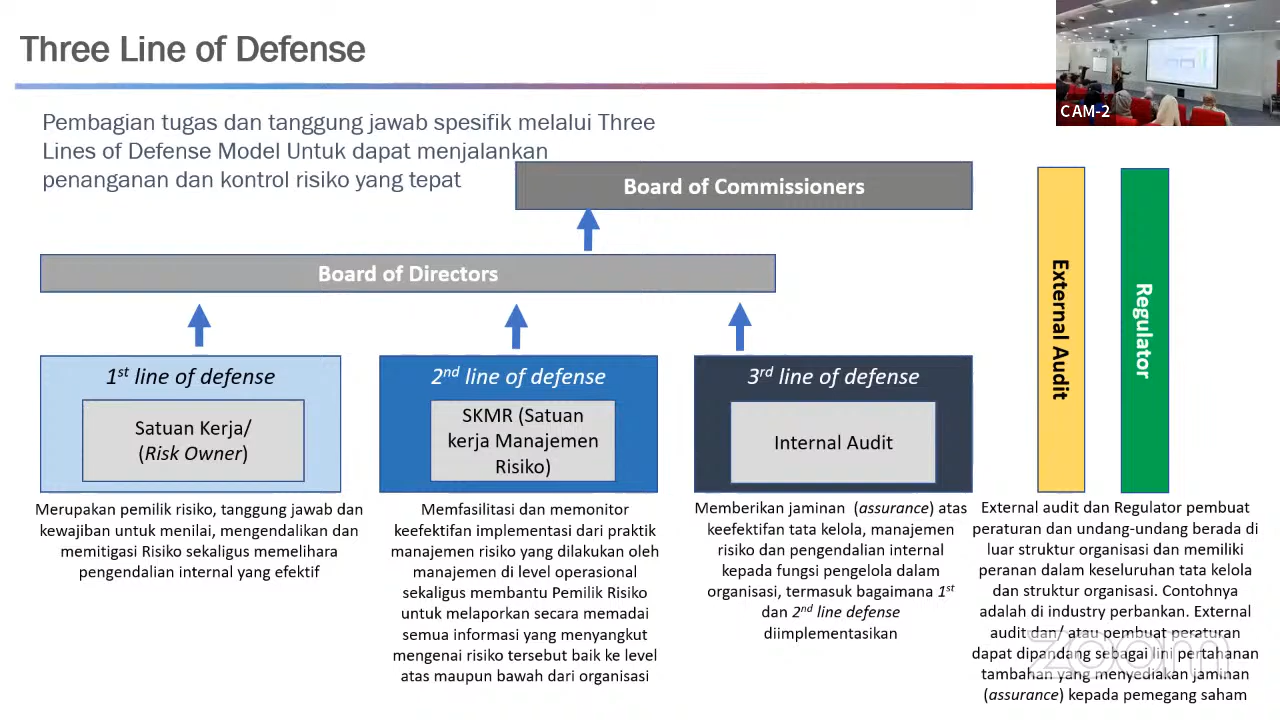 Three Line of Defense
CAM-2
Pembagian tugas dan tanggung jawab spesifik melalui Three
Lines of Defense Model Untuk dapat menjalankan
penanganan dan kontrol risiko yang tepat
Board of Commissioners
Board of Directors
1st line of defense
Satuan Kerja/
(Risk Owner)
Merupakan pemilik risiko, tanggung jawab dan
kewajiban untuk menilai, mengendalikan dan
memitigasi Risiko sekaligus memelihara
pengendalian internal yang efektif
2nd line of defense
SKMR (Satuan
kerja Manajemen
Risiko)
Memfasilitasi dan memonitor
keefektifan implementasi dari praktik
manajemen risiko yang dilakukan oleh
manajemen di level operasional
sekaligus membantu Pemilik Risiko
untuk melaporkan secara memadai
semua informasi yang menyangkut
mengenai risiko tersebut baik ke level
atas maupun bawah dari organisasi
3rd line of defense
Internal Audit
Memberikan jaminan (assurance) atas
keefektifan tata kelola, manajemen
risiko dan pengendalian internal
kepada fungsi pengelola dalam
organisasi, termasuk bagaimana 1st
dan 2nd line defense
diimplementasikan
External Audit
Regulator
External audit dan Regulator pembuat
peraturan dan undang-undang berada di
luar struktur organisasi dan memiliki
peranan dalam keseluruhan tata kelola
dan struktur organisasi. Contohnya
adalah di industry perbankan. External
audit dan/ atau pembuat peraturan
dapat dipandang sebagai lini pertahanan
tambahan yang menyediakan jaminan
(assurance) kepada pemegang saham
zoom